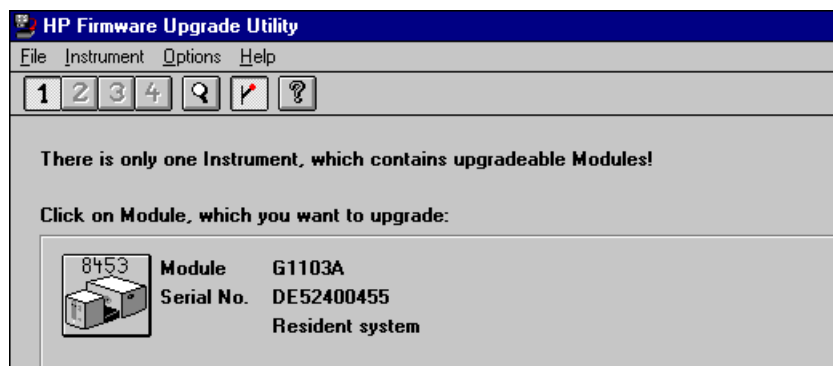 HP Firmware Upgrade Utility
File Instrument Options Help
1 2 3 4 ?
There is only one Instrument, which contains upgradeable Modules!
Click on Module, which you want to upgrade:
8453
Module G1103A
Serial No. DE52400455
Resident system